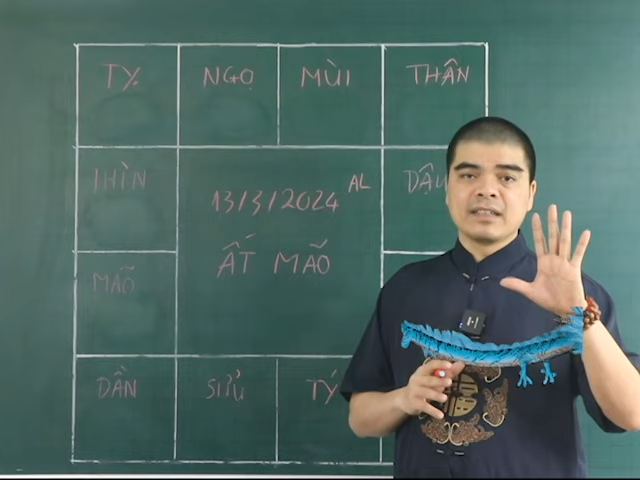 TỴ NGỌ MÙI THÂN
THÌN
13/3/2024 AL
DẬU
ẤT MÃO
MÃO
DẦN SỬU TÝ